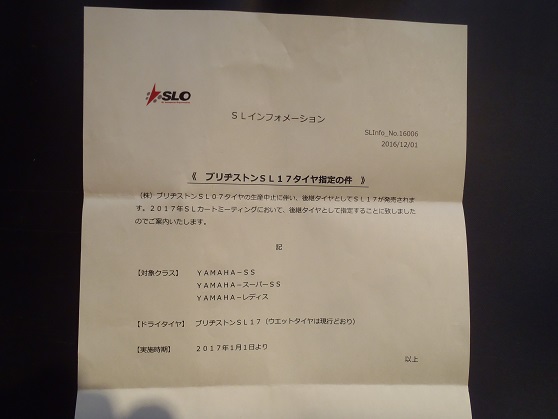 SLO
ＳＬインフォメーション
SLInfo_No.16006
2016/12/01
《　ブリヂストンＳＬ１７タイヤ指定の件　》
（株）ブリヂストンＳＬ０７タイヤの生産中止に伴い、後継タイヤとしてＳＬ１７が発売されま
す。２０１７年ＳＬカートミーティングにおいて、後継タイヤとして指定することに致しました
のでご案内いたします。
記
【対象クラス】　ＹＡＭＡＨＡ－ＳＳ
ＹＡＭＡＨＡ－スーパーＳＳ
ＹＡＭＡＨＡ－レディス
【ドライタイヤ】　ブリヂストンＳＬ１７（ウエットタイヤは現行どおり）
【実施時期】　２０１７年１月１日より
以上